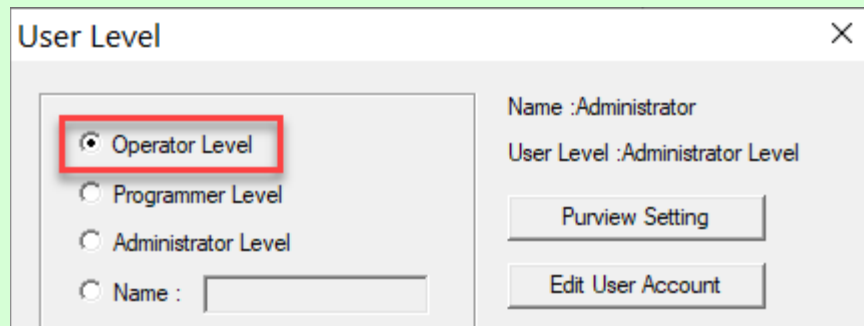 User Level
Operator Level
Programmer Level
Administrator Level
Name :
Name :Administrator
User Level :Administrator Level
Purview Setting
Edit User Account